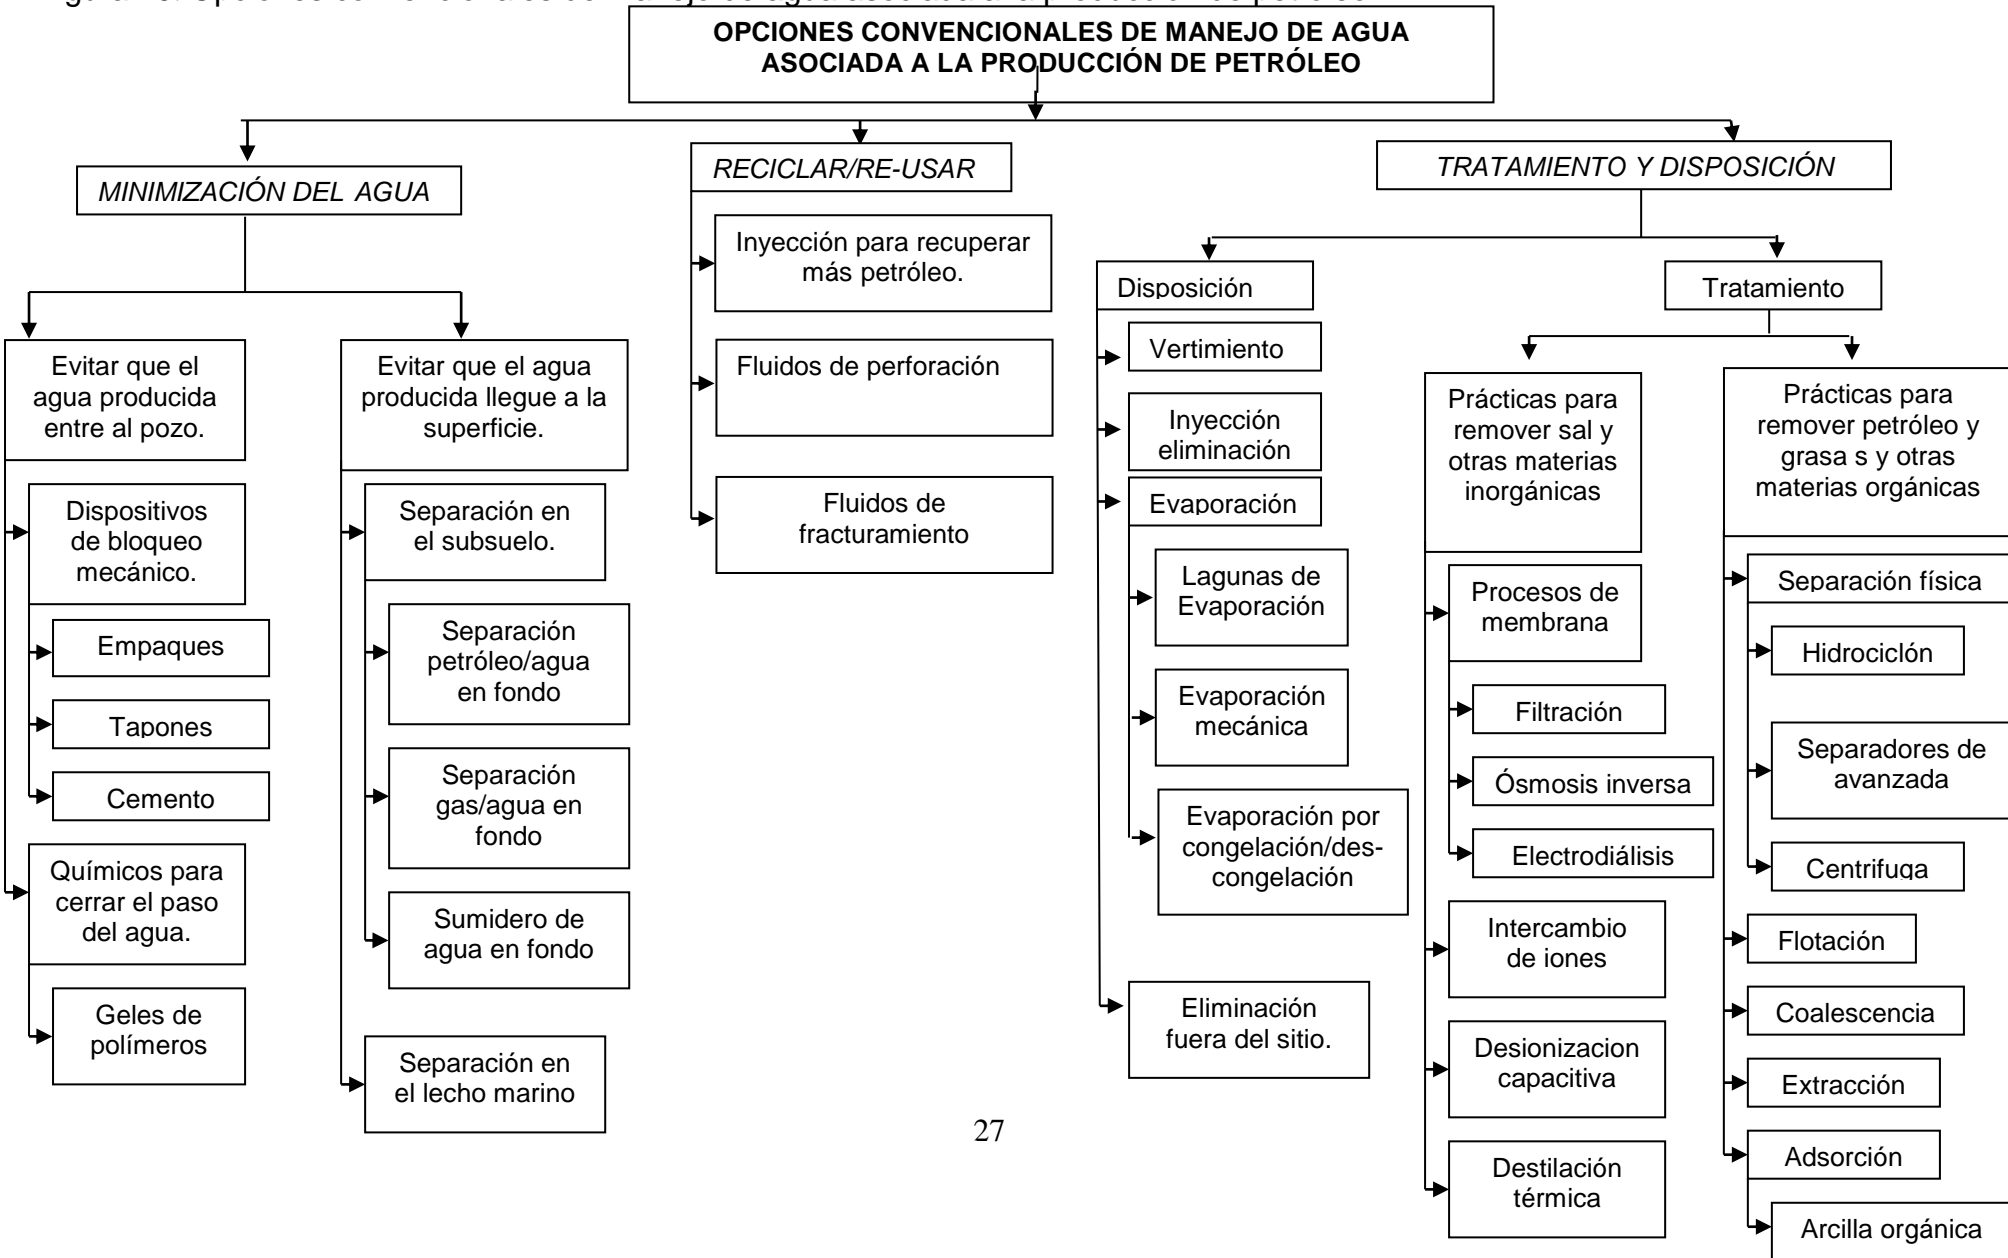 OPCIONES CONVENCIONALES DE MANEJO DE AGUA
ASOCIADA A LA PRODUCCIÓN DE PETRÓLEO
MINIMIZACIÓN DEL AGUA
Evitar que el
agua producida
entre al pozo.
Dispositivos
de bloqueo
mecánico.
Empaques
Tapones
Cemento
Químicos para
cerrar el paso
del agua.
Geles de
polímeros
Evitar que el agua
producida llegue a la
superficie.
Separación en
el subsuelo.
Separación
petróleo/agua
en fondo
Separación
gas/agua en
fondo
Sumidero de
agua en fondo
Separación en
el lecho marino
RECICLAR/RE-USAR
Inyección para recuperar
más petróleo.
Fluidos de perforación
Fluidos de
fracturamiento
TRATAMIENTO Y DISPOSICIÓN
Disposición
Vertimiento
Inyección
eliminación
Evaporación
Lagunas de
Evaporación
Evaporación
mecánica
Evaporación por
congelación/des-
congelación
Eliminación
fuera del sitio.
Tratamiento
Prácticas para
remover sal y
otras materias
inorgánicas
Procesos de
membrana
Filtración
Ósmosis inversa
Electrodiálisis
Intercambio
de iones
Desionizacion
capacitiva
Destilación
térmica
Prácticas para
remover petróleo y
grasa s y otras
materias orgánicas
Separación física
Hidrociclón
Separadores de
avanzada
Centrifuga
Flotación
Coalescencia
Extracción
Adsorción
Arcilla orgánica
27